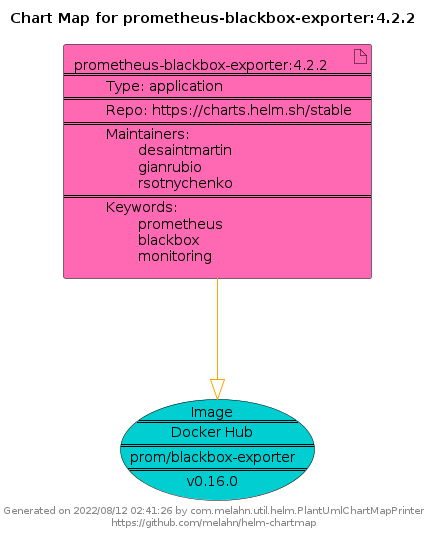 Chart Map for prometheus-blackbox-exporter:4.2.2
prometheus-blackbox-exporter:4.2.2
Type: application
Repo: https://charts.helm.sh/stable
Maintainers:
desaintmartin
gianrubio
rsotnychenko
Keywords:
prometheus
blackbox
monitoring
Image
Docker Hub
prom/blackbox-exporter
v0.16.0
Generated on 2022/08/12 02:41:26 by com.melahn.util.helm.PlantUmlChartMapPrinter
https://github.com/melahn/helm-chartmap